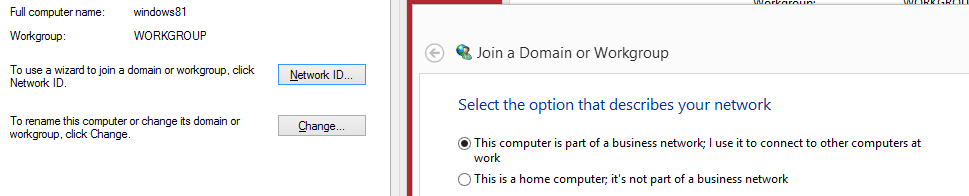 Full computer name: windows81
Workgroup: WORKGROUP
To use a wizard to join a domain or workgroup, click
Network ID.
Network ID...
To rename this computer or change its domain or
workgroup, click Change.
Change...
Join a Domain or Workgroup
Select the option that describes your network
This computer is part of a business network; I use it to connect to other computers at
work
This is a home computer; it's not part of a business network